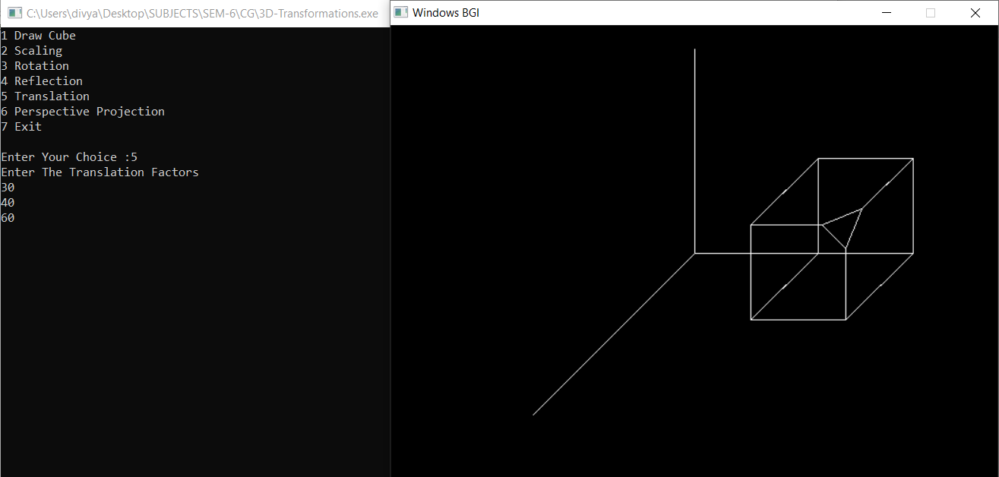 C:\Users\divya\Desktop\SUBJECTS\SEM-6\CG\3D-Transformations.exe
Windows BGI
1 Draw Cube
2 Scaling
3 Rotation
4 Reflection
5 Translation
6 Perspective Projection
7 Exit
Enter Your Choice :5
Enter The Translation Factors
30
40
60